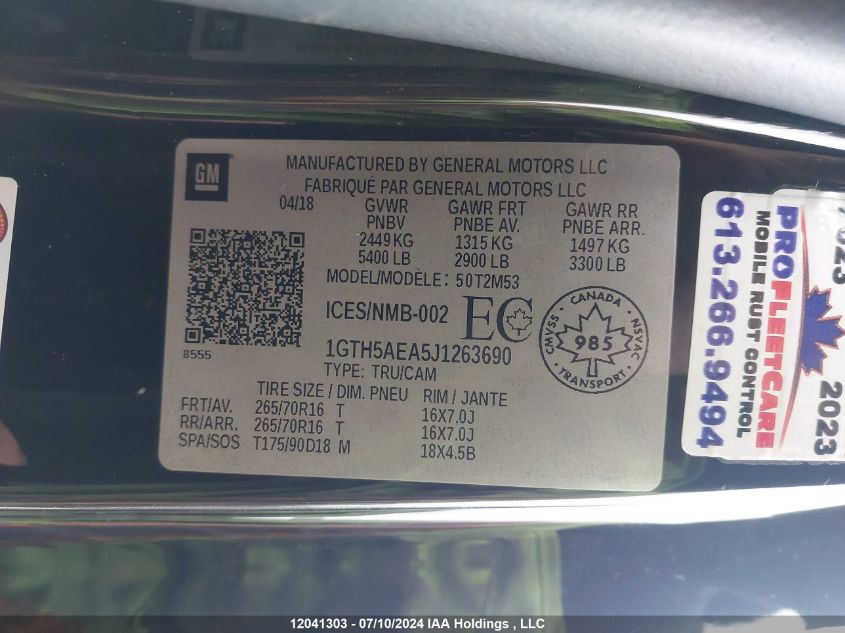 GM
MANUFACTURED BY GENERAL MOTORS LLC
FABRIQUÉ PAR GENERAL MOTORS LLC
04/18 GVWR GAWR FRT GAWR RR
PNBV PNBE AV. PNBE ARR.
2449 KG 1315 KG 1497 KG
5400 LB 2900 LB 3300 LB
MODEL/MODÈLE: 50T2M53
ICES/NMB-002 EC
8555
1GTH5AEA5J1263690
TYPE: TRU/CAM
CANADA
CMVSS
NSVAC
985
TRANSPORT
TIRE SIZE / DIM. PNEU RIM / JANTE
FRT/AV. 265/70R16 T 16X7.0J
RR/ARR. 265/70R16 T 16X7.0J
SPA/SOS T175/90D18 M 18X4.5B
PROFLEETCARE
MOBILE RUST CONTROL
613.266.9494
2023
12041303 - 07/10/2024 IAA Holdings , LLC